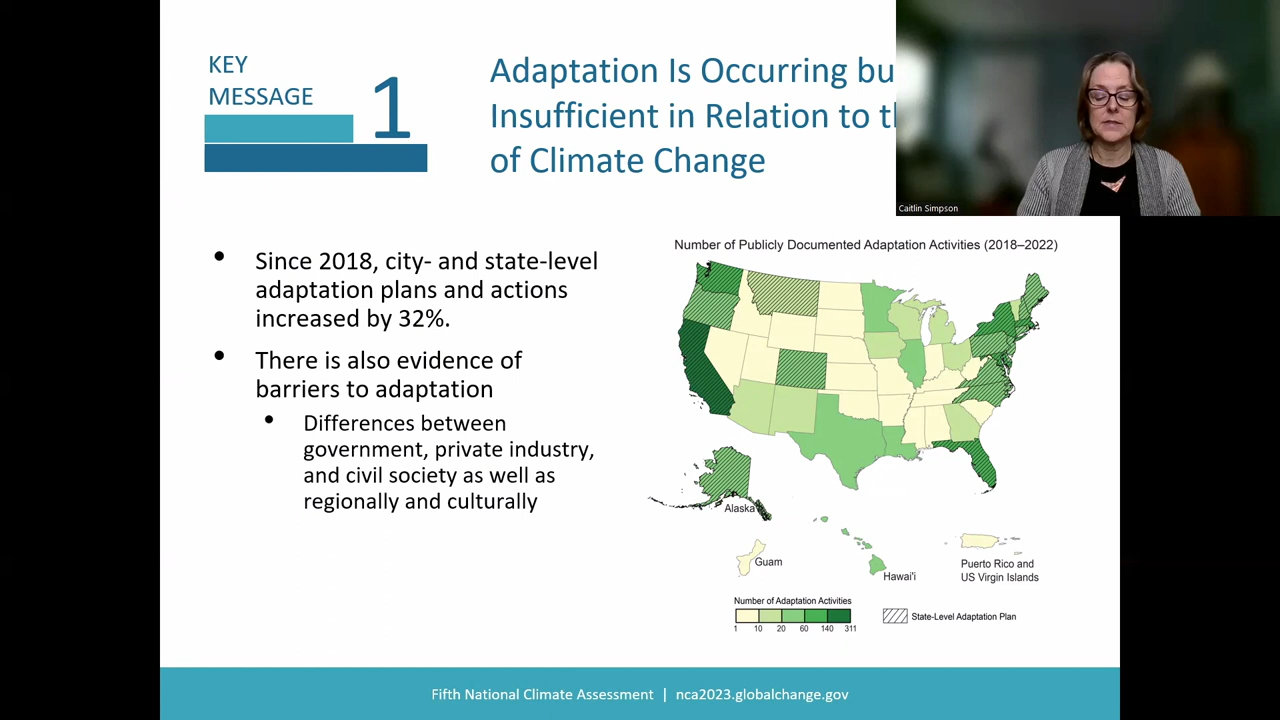 KEY
MESSAGE
1
Adaptation Is Occurring bu
Insufficient in Relation to t
of Climate Change
Caitlin Simpson
Since 2018, city- and state-level
adaptation plans and actions
increased by 32%.
There is also evidence of
barriers to adaptation
Differences between
government, private industry,
and civil society as well as
regionally and culturally
Number of Publicly Documented Adaptation Activities (2018–2022)
Alaska
Guam
Hawai'i
Puerto Rico and
US Virgin Islands
Number of Adaptation Activities
1 10 20 60 140 311
State-Level Adaptation Plan
Fifth National Climate Assessment | nca2023.globalchange.gov